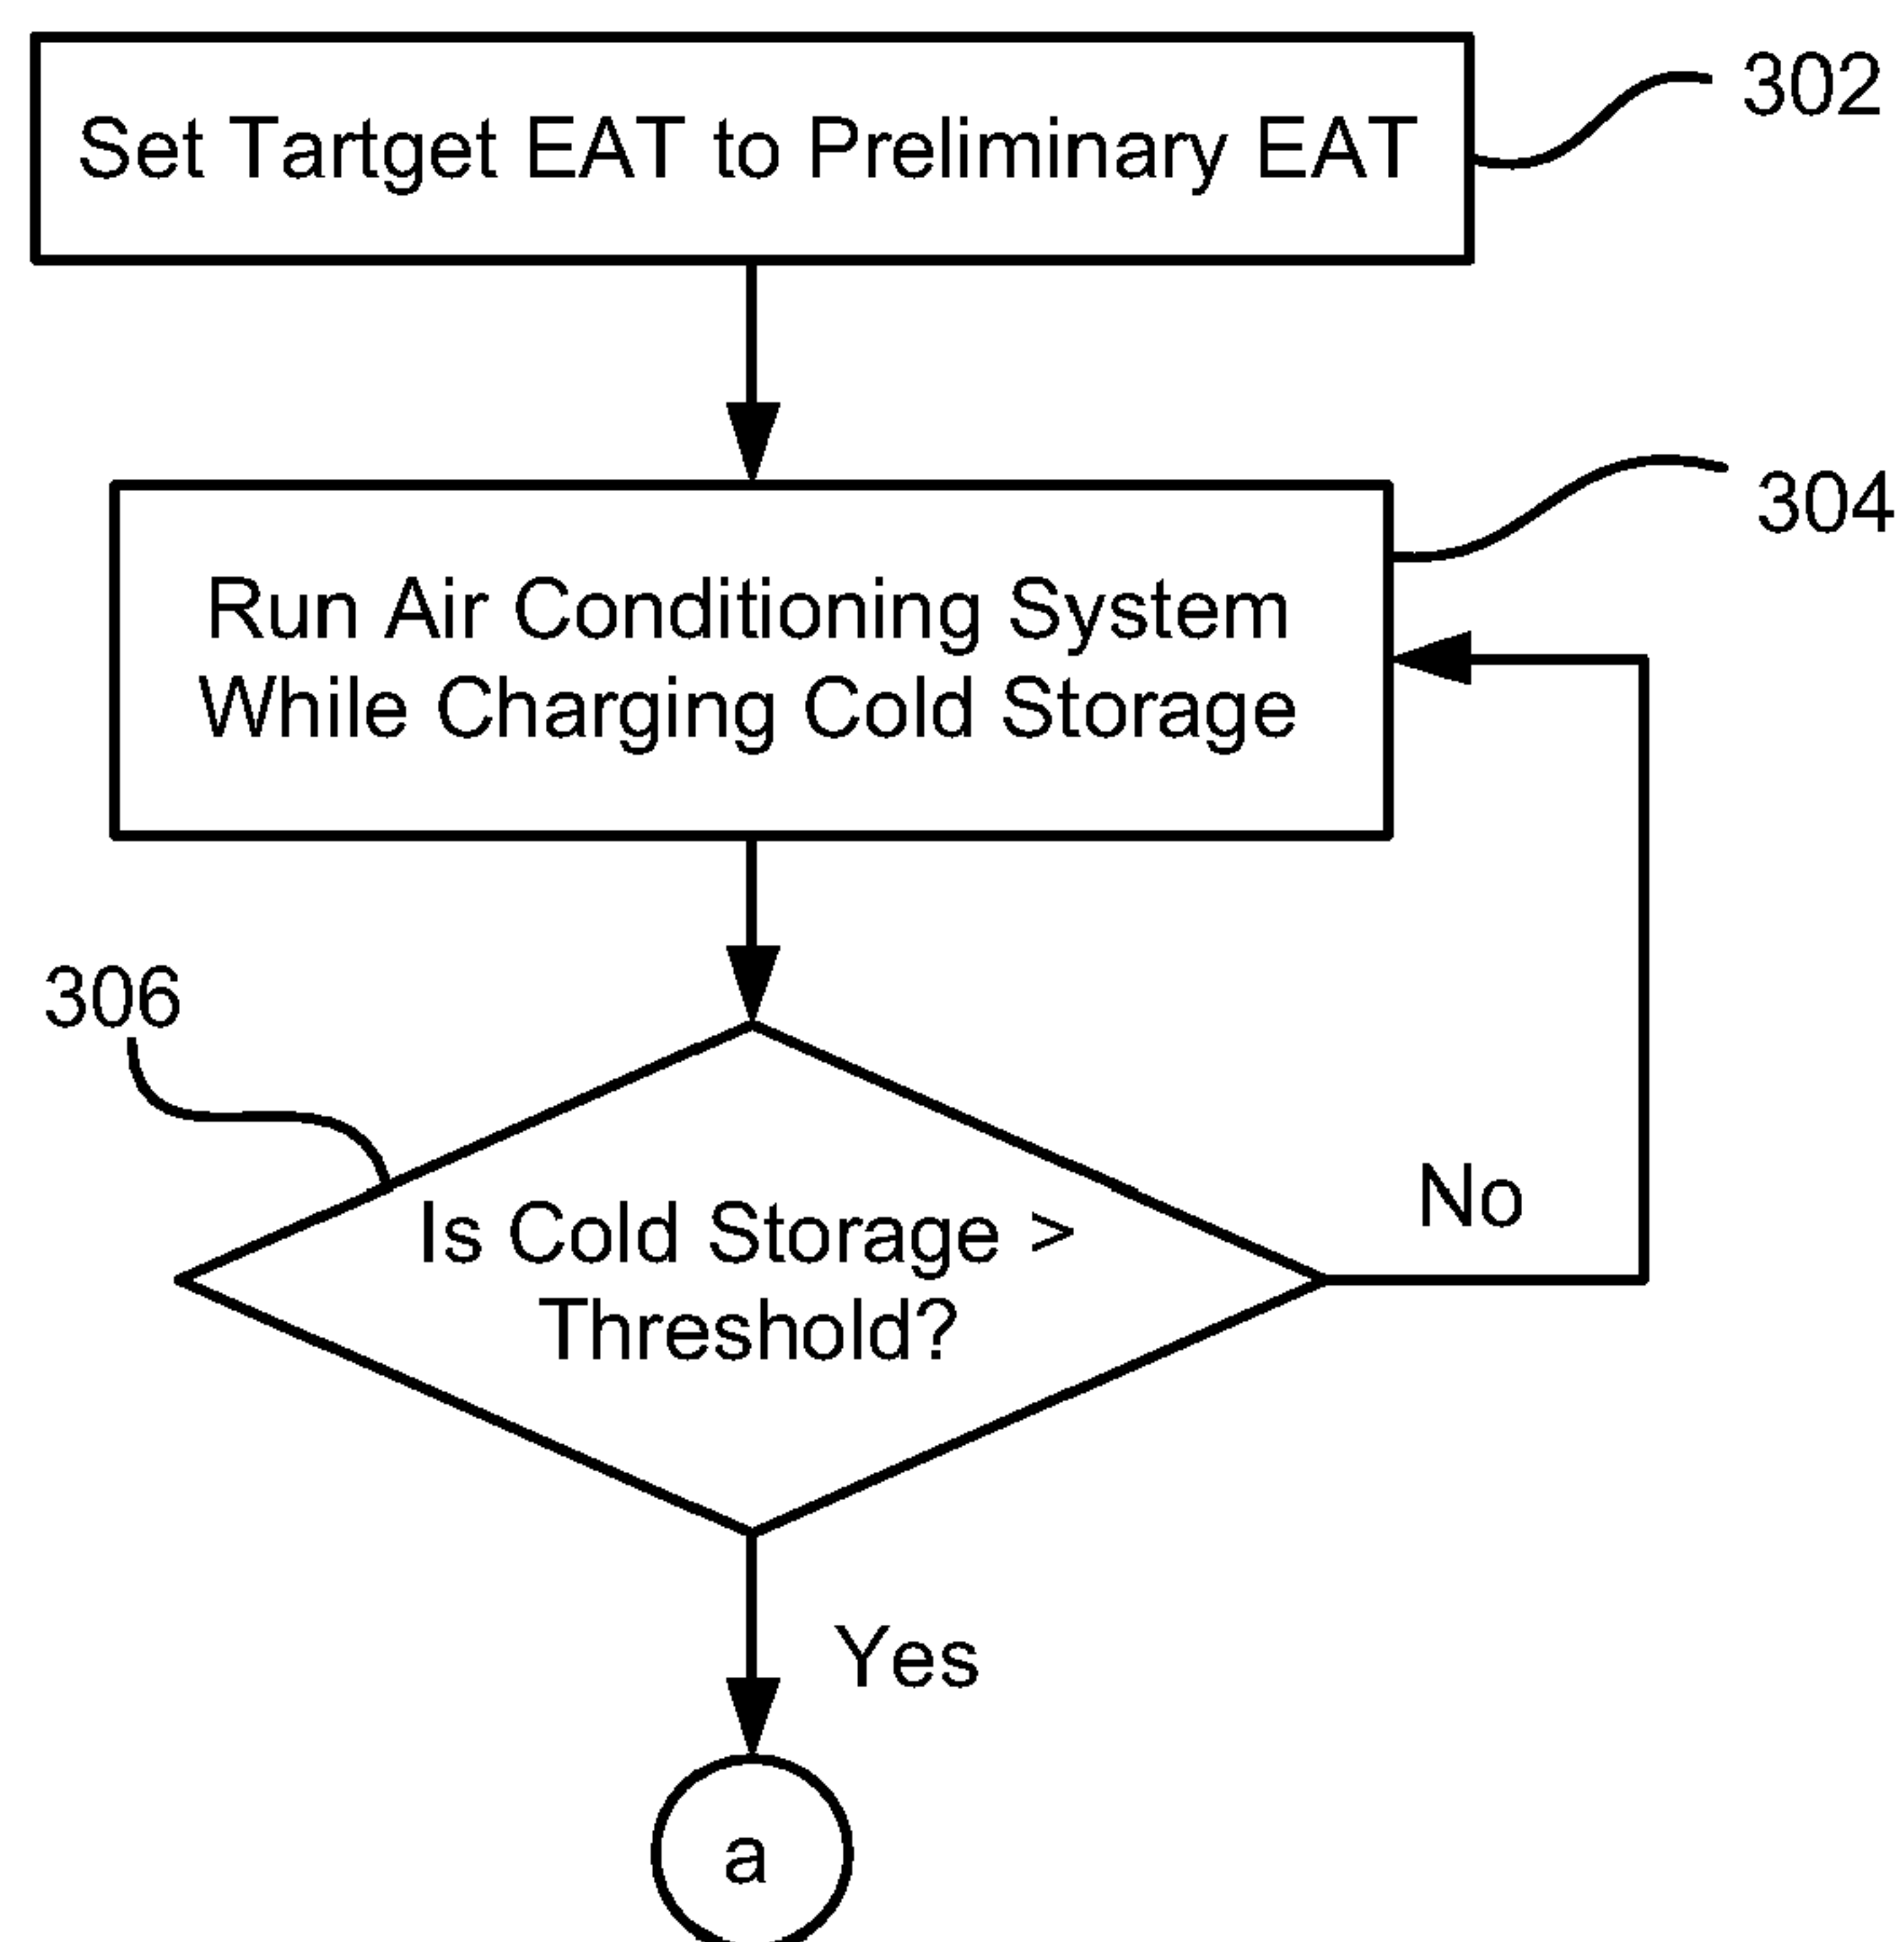 Set Tartget EAT to Preliminary EAT
302
Run Air Conditioning System
While Charging Cold Storage
304
306
Is Cold Storage >
Threshold?
No
Yes
a